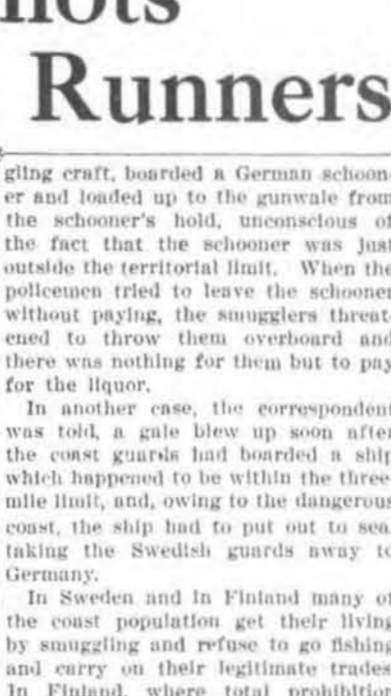 Runners
gling craft, boarded a German schoon-
er and loaded up to the gunwale from
the schooner's hold, unconscious of
the fact that the schooner was just
outside the territorial limit. When the
policemen tried to leave the schooner
without paying, the smugglers threat-
ened to throw them overboard and
there was nothing for them but to pay
for the liquor.
In another case, the correspondent
was told, a gale blew up soon after
the coast guards had boarded a ship
which happened to be within the three-
mile limit, and, owing to the dangerous
coast, the ship had to put out to sea,
taking the Swedish guards away to
Germany.
In Sweden and in Finland many of
the coast population get their living
by smuggling and refuse to go fishing
and carry on their legitimate trades
In Finland, where total prohibition